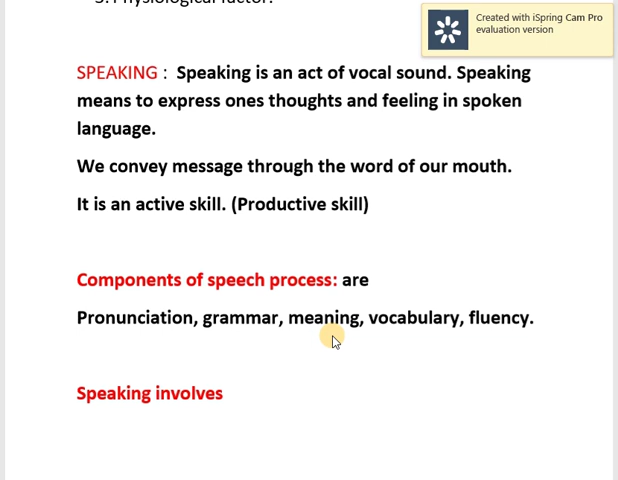 Created with iSpring Cam Pro
evaluation version
SPEAKING : Speaking is an act of vocal sound. Speaking
means to express ones thoughts and feeling in spoken
language.
We convey message through the word of our mouth.
It is an active skill. (Productive skill)
Components of speech process: are
Pronunciation, grammar, meaning, vocabulary, fluency.
Speaking involves